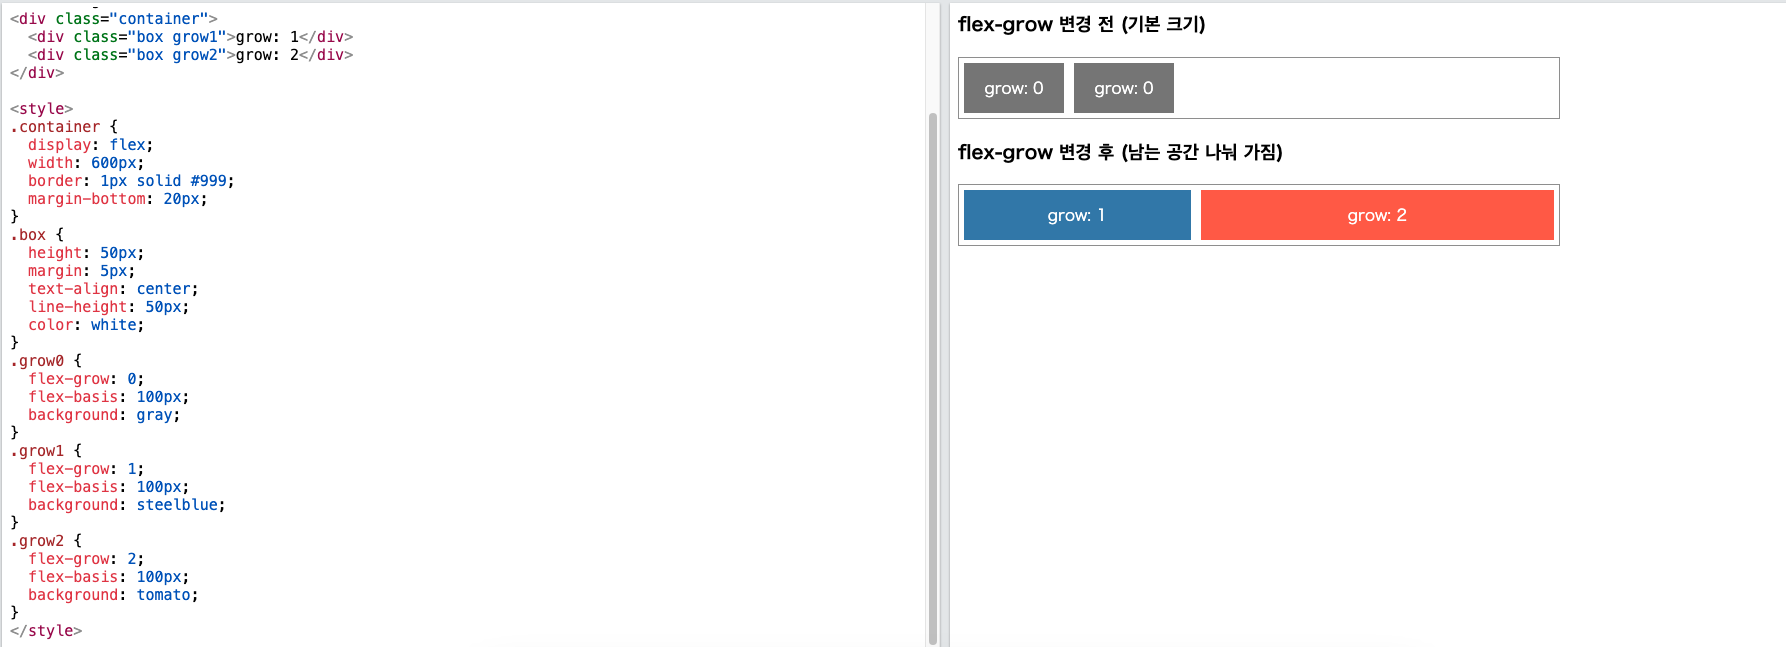 <div class="container">
  <div class="box grow1">grow: 1</div>
  <div class="box grow2">grow: 2</div>
</div>

<style>
.container {
  display: flex;
  width: 600px;
  border: 1px solid #999;
  margin-bottom: 20px;
}
.box {
  height: 50px;
  margin: 5px;
  text-align: center;
  line-height: 50px;
  color: white;
}
.grow0 {
  flex-grow: 0;
  flex-basis: 100px;
  background: gray;
}
.grow1 {
  flex-grow: 1;
  flex-basis: 100px;
  background: steelblue;
}
.grow2 {
  flex-grow: 2;
  flex-basis: 100px;
  background: tomato;
}
</style>
flex-grow 변경 전 (기본 크기)
grow: 0 grow: 0
flex-grow 변경 후 (남는 공간 나눠 가짐)
grow: 1 grow: 2